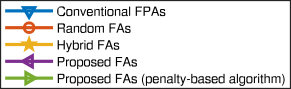 Conventional FPAs
Random FAs
Hybrid FAs
Proposed FAs
Proposed FAs (penalty-based algorithm)